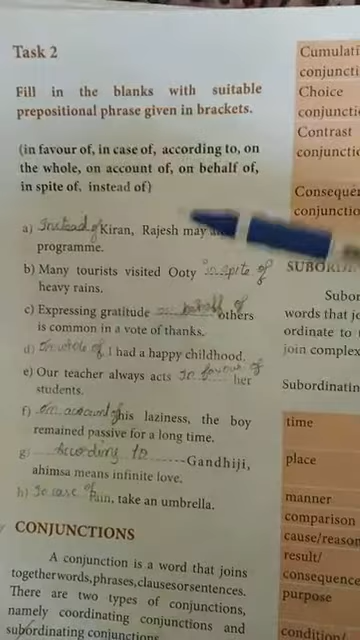 Task 2
Fill in the blanks with suitable
prepositional phrase given in brackets.
(in favour of, in case of, according to, on
the whole, on account of, on behalf of,
in spite of, instead of)
a) Instead of Kiran, Rajesh may
programme.
b) Many tourists visited Ooty in spite of
heavy rains.
c) Expressing gratitude on behalf of others
is common in a vote of thanks.
d) On whole of I had a happy childhood.
e) Our teacher always acts In favour of her
students.
f) On account of his laziness, the boy
remained passive for a long time.
g) According to Gandhiji,
ahimsa means infinite love.
h) In case of Rain, take an umbrella.
CONJUNCTIONS
A conjunction is a word that joins
together words, phrases, clauses or sentences.
There are two types of conjunctions,
namely coordinating conjunctions and
subordinating conjunctions
Cumulati
conjuncti
Choice
conjuncti
Contrast
conjunctio
Consequen
conjunctio
SUBORDI
Subor
words that jo
ordinate to
join complex
Subordinatin
time
place
manner
comparison
cause/reason
result/
consequence
purpose
condition